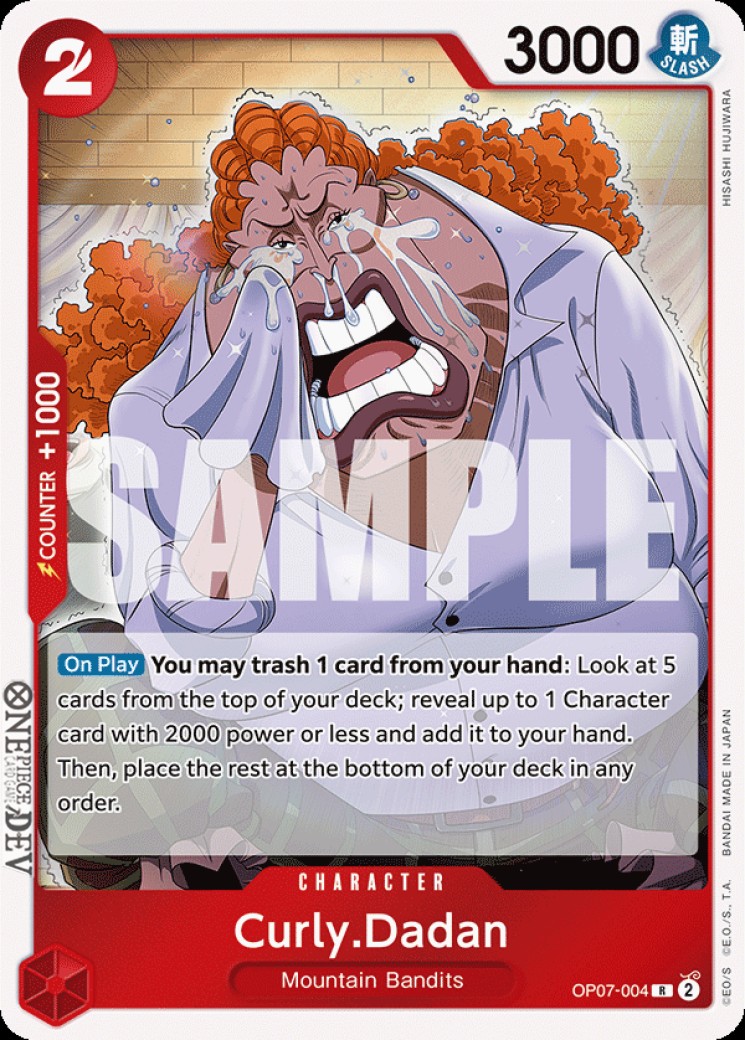 2
3000
斬
SLASH
HISASHI HUJIWARA
COUNTER +1000
SAMPLE
On Play You may trash 1 card from your hand: Look at 5
cards from the top of your deck; reveal up to 1 Character
card with 2000 power or less and add it to your hand.
Then, place the rest at the bottom of your deck in any
order.
ONE PIECE
CARD GAME
/DEV
BANDAI MADE IN JAPAN
©EO/S ©E.O./S., T.A.
CHARACTER
Curly.Dadan
Mountain Bandits
OP07-004 R 2